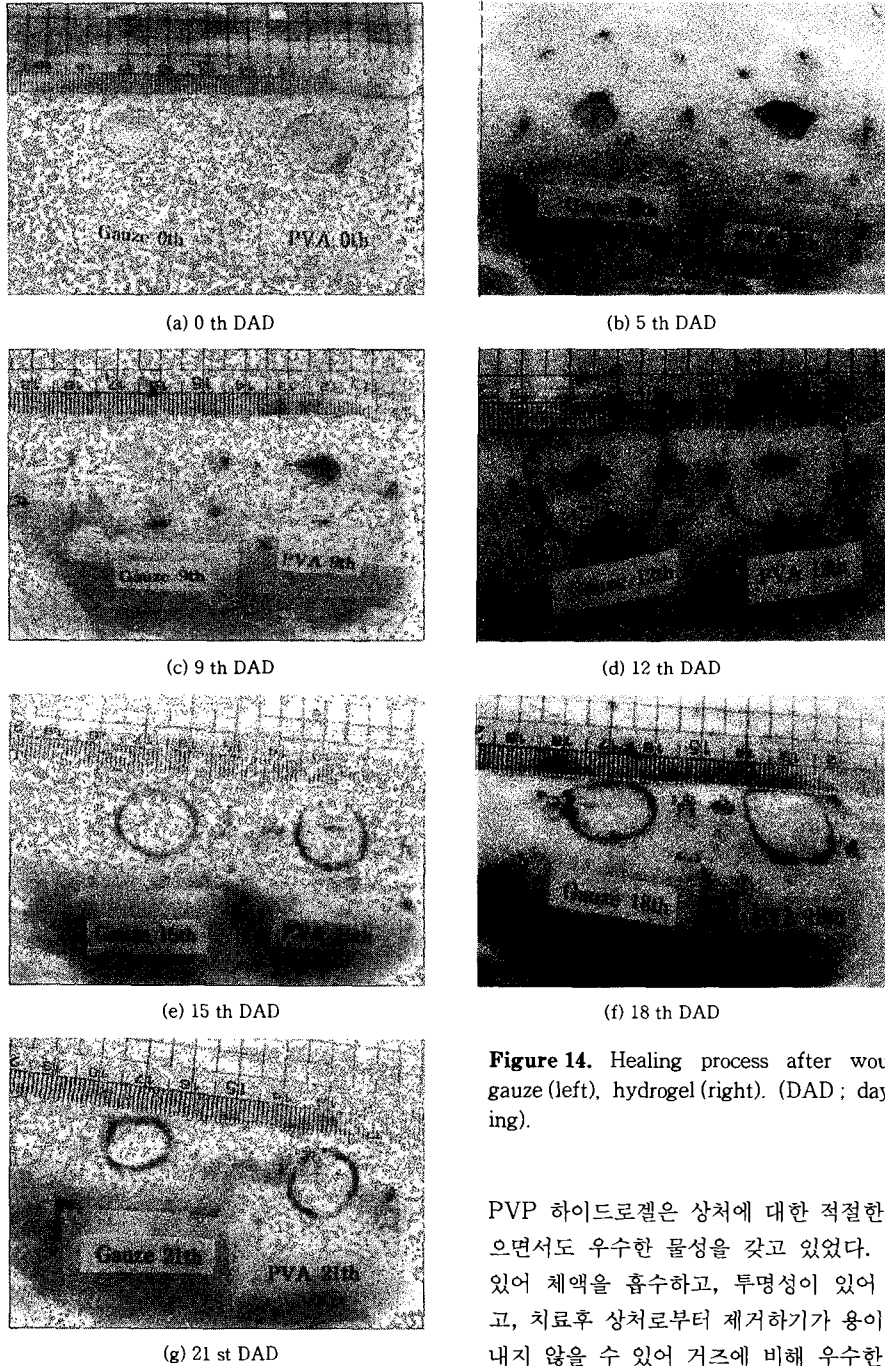 Gauze 0th PVA 0th
(a) 0 th DAD
(b) 5 th DAD
Gauze 9th PVA 9th
(c) 9 th DAD
Gauze 12th PVA 12th
(d) 12 th DAD
Gauze 15th
(e) 15 th DAD
Gauze 18th
(f) 18 th DAD
Gauze 21th PVA 21th
(g) 21 st DAD
Figure 14. Healing process after wou
gauze (left), hydrogel (right). (DAD ; day
ing).
PVP 하이드로겔은 상처에 대한 적절한
으면서도 우수한 물성을 갖고 있었다.
있어 체액을 흡수하고, 투명성이 있어
고, 치료후 상처로부터 제거하기가 용이
내지 않을 수 있어 거즈에 비해 우수한